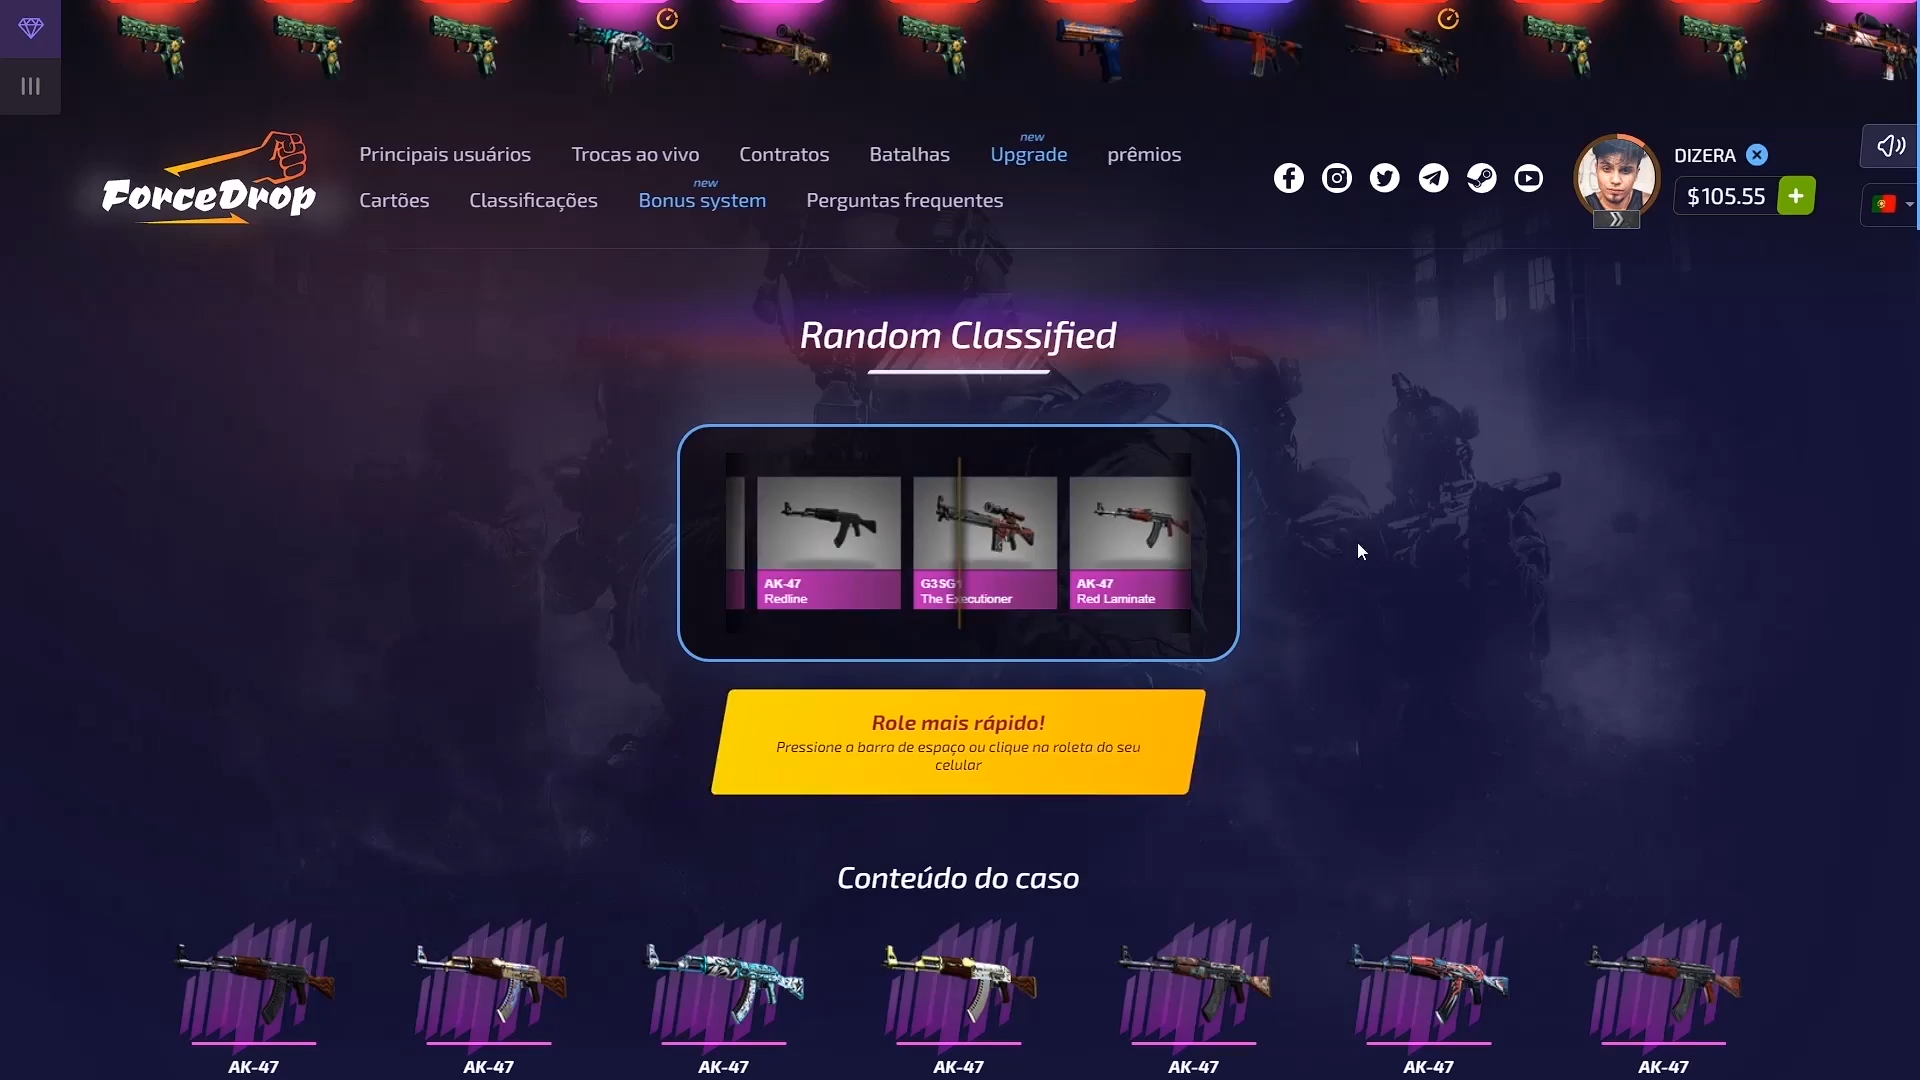 ForceDrop
Principais usuários
Trocas ao vivo
Contratos
Batalhas
new
Upgrade
prêmios
Cartões
Classificações
new
Bonus system
Perguntas frequentes
DIZERA
$105.55
+
Random Classified
AK-47
Redline
G3SG1
The Executioner
AK-47
Red Laminate
Role mais rápido!
Pressione a barra de espaço ou clique na roleta do seu
celular
Conteúdo do caso
AK-47
AK-47
AK-47
AK-47
AK-47
AK-47
AK-47